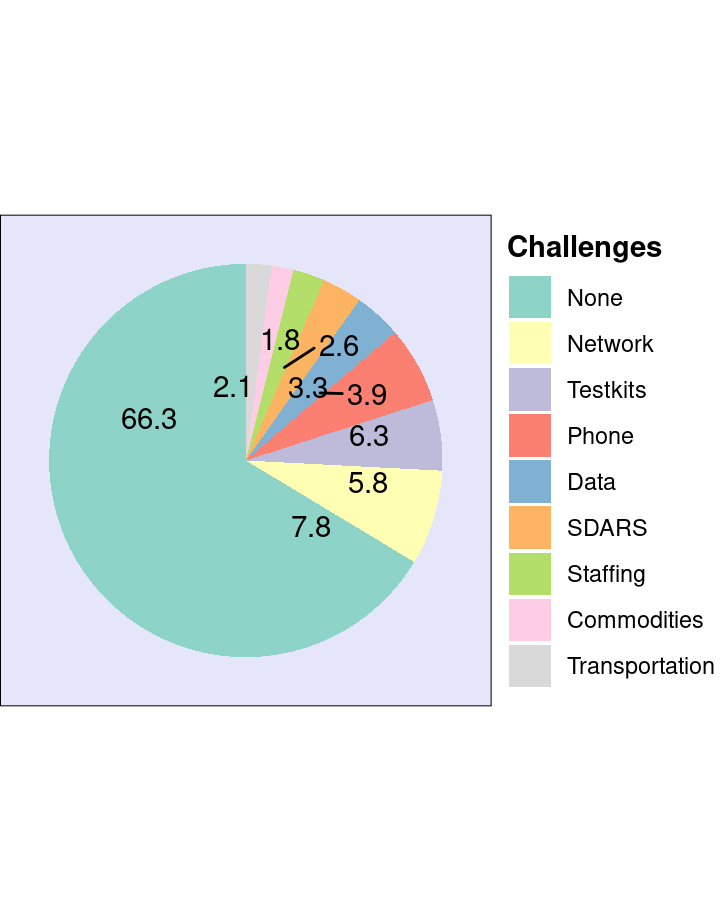 Challenges
None
Network
Testkits
Phone
Data
SDARS
Staffing
Commodities
Transportation
1.8
2.6
2.1
3.3
3.9
66.3
6.3
5.8
7.8